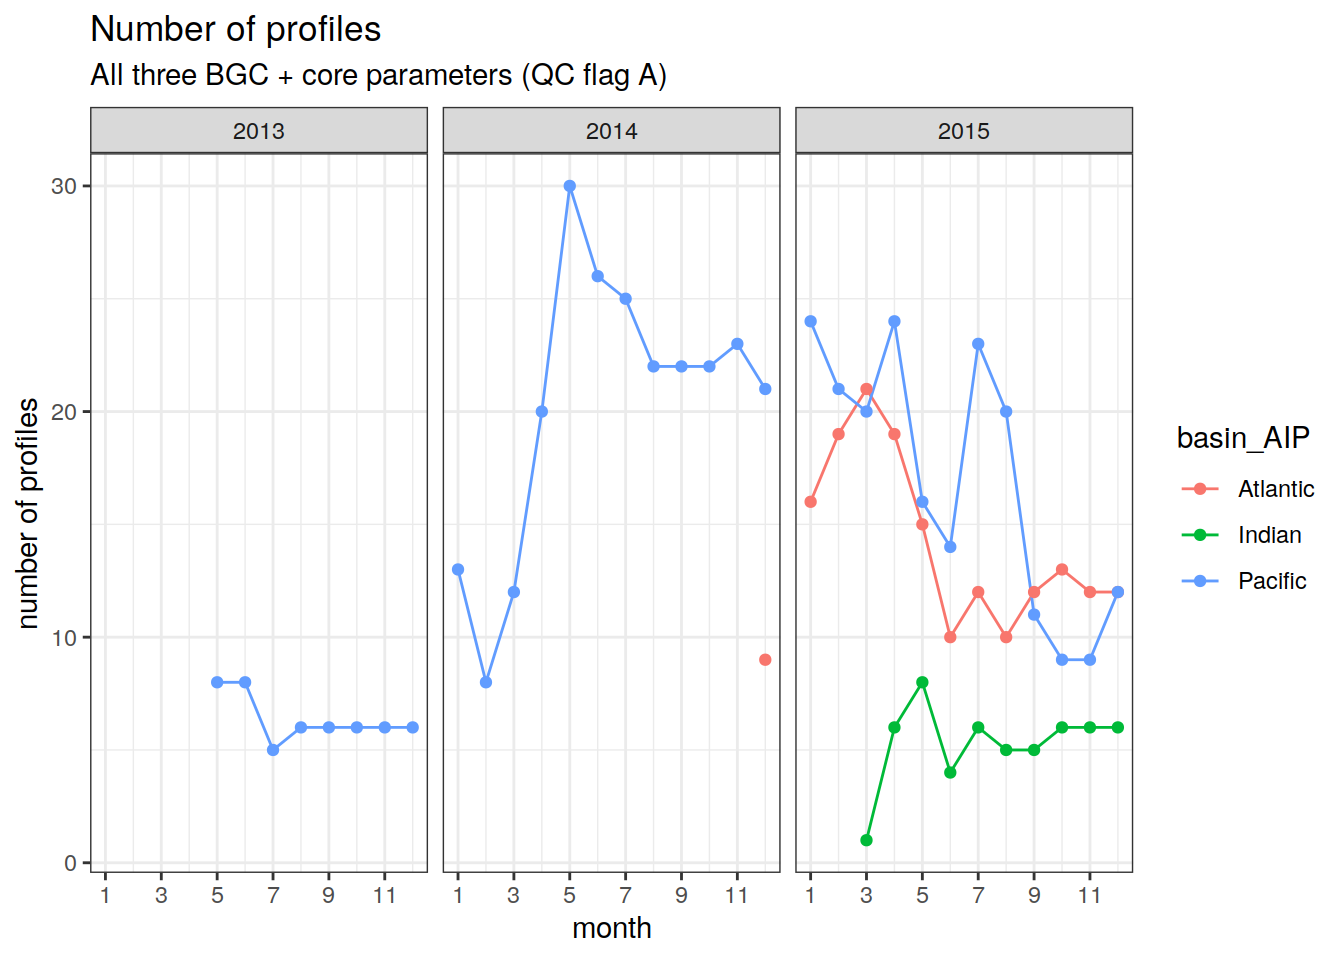 Number of profiles
All three BGC + core parameters (QC flag A)
2013 2014 2015
30
20
10
0
number of profiles
1 3 5 7 9 11 1 3 5 7 9 11 1 3 5 7 9 11
month
basin_AIP
Atlantic
Indian
Pacific